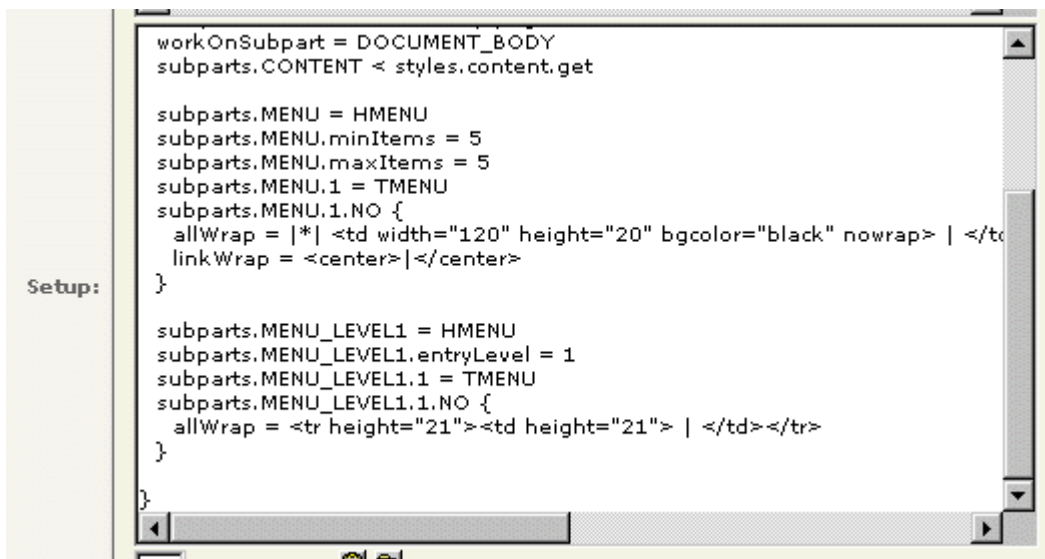 workOnSubpart = DOCUMENT_BODY
subparts.CONTENT < styles.content.get
subparts.MENU = HMENU
subparts.MENU.minItems = 5
subparts.MENU.maxItems = 5
subparts.MENU.1 = TMENU
subparts.MENU.1.NO {
allWrap = |*| <td width="120" height="20" bgcolor="black" nowrap> | </td
linkWrap = <center>|</center>
}
Setup:
subparts.MENU_LEVEL1 = HMENU
subparts.MENU_LEVEL1.entryLevel = 1
subparts.MENU_LEVEL1.1 = TMENU
subparts.MENU_LEVEL1.1.NO {
allWrap = <tr height="21"><td height="21"> | </td></tr>
}
}